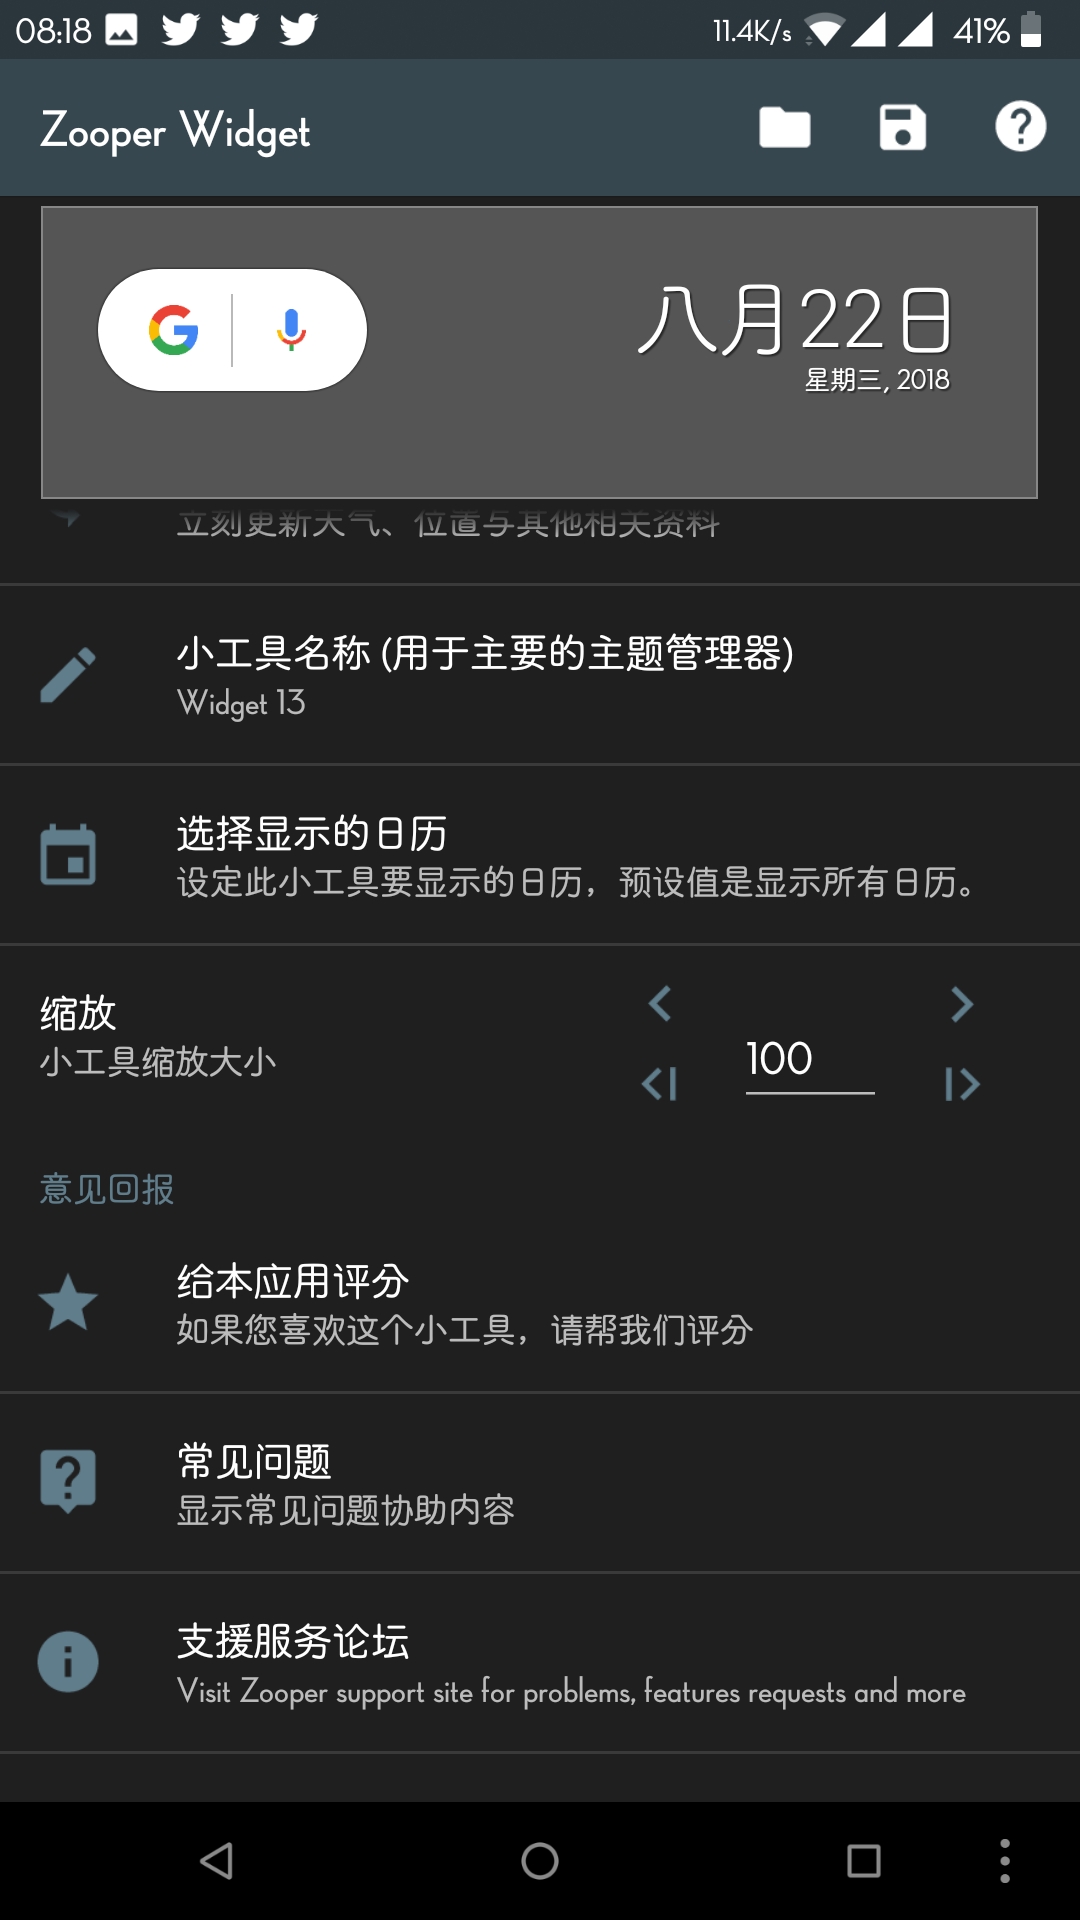 08:18
11.4K/s
41%
Zooper Widget
八月22日
星期三, 2018
立刻更新天气、位置与其他相关资料
小工具名称 (用于主要的主题管理器)
Widget 13
选择显示的日历
设定此小工具要显示的日历，预设值是显示所有日历。
缩放
小工具缩放大小
100
意见回报
给本应用评分
如果您喜欢这个小工具，请帮我们评分
常见问题
显示常见问题协助内容
支援服务论坛
Visit Zooper support site for problems, features requests and more